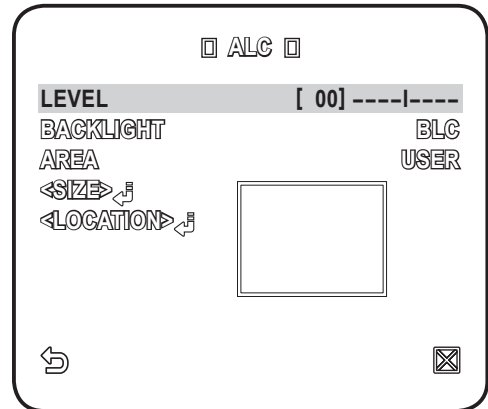 ALC
LEVEL [ 00] ----I----
BACKLIGHT BLC
AREA USER
<SIZE>
<LOCATION>